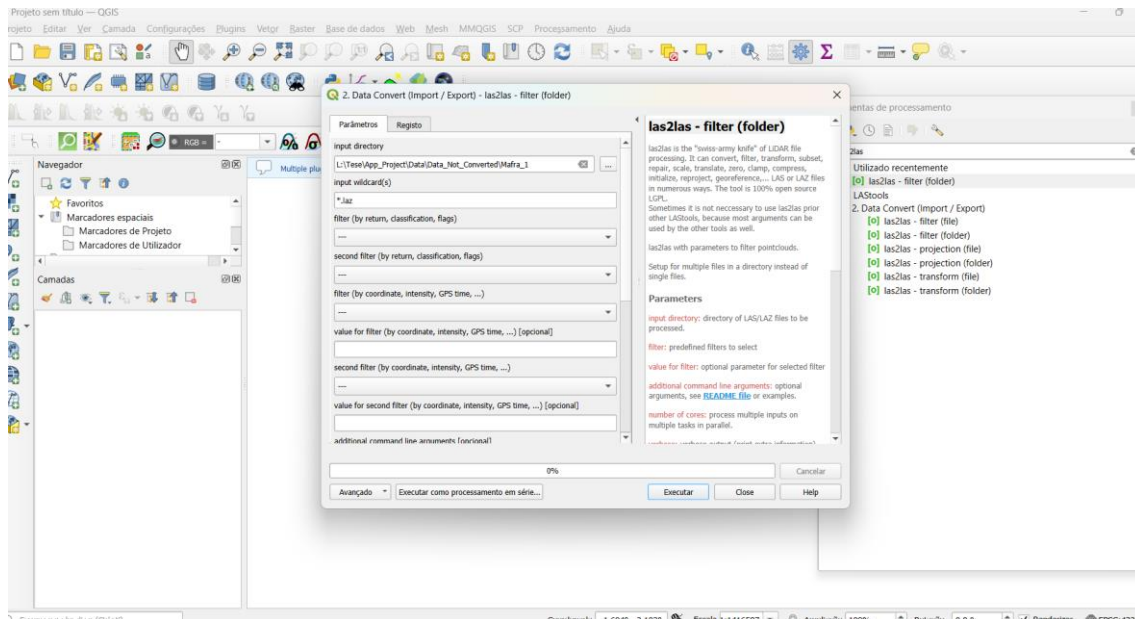 Projeto sem título — QGIS
rojeto Editar Ver Camada Configurações Plugins Vetor Raster Base de dados Web Mesh MMQGIS SCP Processamento Ajuda
RGB =
Navegador
Favoritos
Marcadores espaciais
Marcadores de Projeto
Marcadores de Utilizador
Camadas
Multiple plu
2. Data Convert (Import / Export) - las2las - filter (folder)
Parâmetros
Registo
input directory
L:\Tese\App_Project\Data\Data_Not_Converted\Mafra_1
...
input wildcard(s)
*.laz
filter (by return, classification, flags)
---
second filter (by return, classification, flags)
---
filter (by coordinate, intensity, GPS time, ...)
---
value for filter (by coordinate, intensity, GPS time, ...) [opcional]
second filter (by coordinate, intensity, GPS time, ...)
---
value for second filter (by coordinate, intensity, GPS time, ...) [opcional]
additional command line arguments [opcional]
las2las - filter (folder)
las2las is the "swiss-army knife" of LiDAR file
processing. It can convert, filter, transform, subset,
repair, scale, translate, zero, clamp, compress,
initialize, reproject, georeference,... LAS or LAZ files
in numerous ways. The tool is 100% open source
LGPL.
Sometimes it is not neccessary to use las2las prior
other LAStools, because most arguments can be
used by the other tools as well.
las2las with parameters to filter pointclouds.
Setup for multiple files in a directory instead of
single files.
Parameters
input directory: directory of LAS/LAZ files to be
processed.
filter: predefined filters to select
value for filter: optional parameter for selected filter
additional command line arguments: optional
arguments, see README file or examples.
number of cores: process multiple inputs on
multiple tasks in parallel.
verbose: verbose output (print extra information)
0%
Cancelar
Avançado
Executar como processamento em série...
Executar
Close
Help
entas de processamento
2las
Utilizado recentemente
las2las - filter (folder)
LAStools
2. Data Convert (Import / Export)
las2las - filter (file)
las2las - filter (folder)
las2las - projection (file)
las2las - projection (folder)
las2las - transform (file)
las2las - transform (folder)